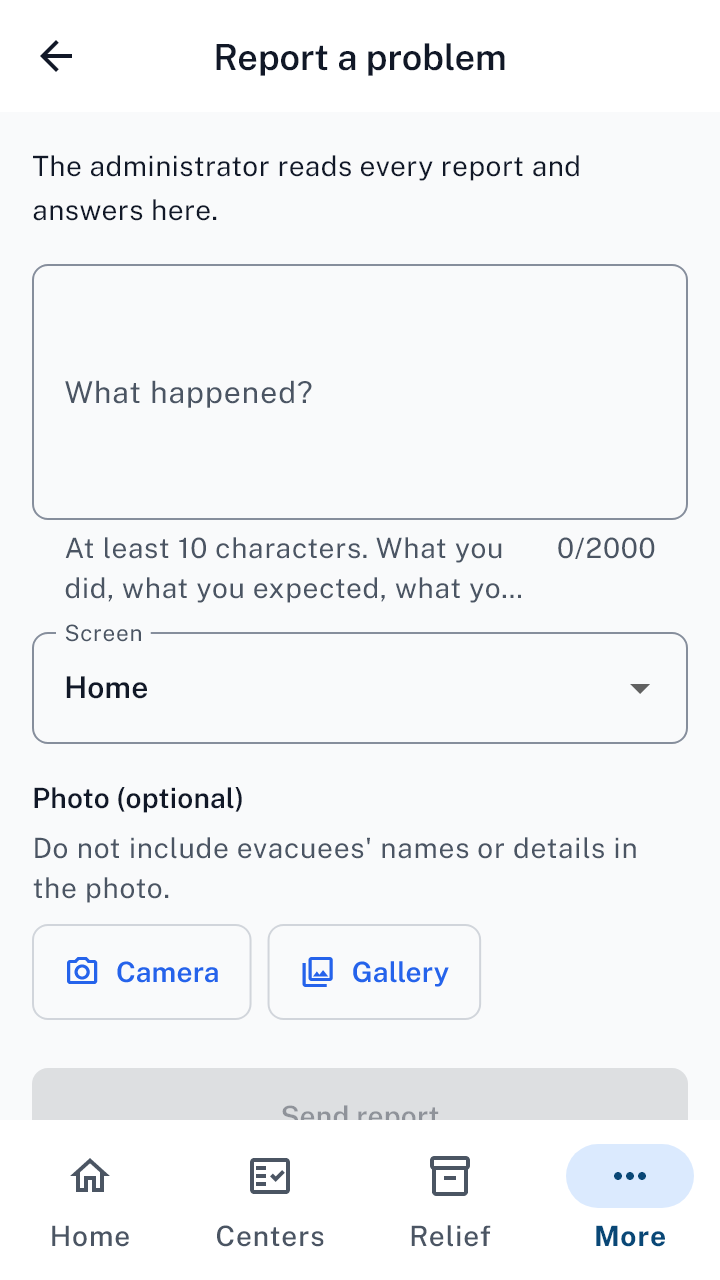 Report a problem
The administrator reads every report and
answers here.
What happened?
At least 10 characters. What you
did, what you expected, what yo...
0/2000
Screen
Home
Photo (optional)
Do not include evacuees' names or details in
the photo.
Camera
Gallery
Send report
Home
Centers
Relief
More